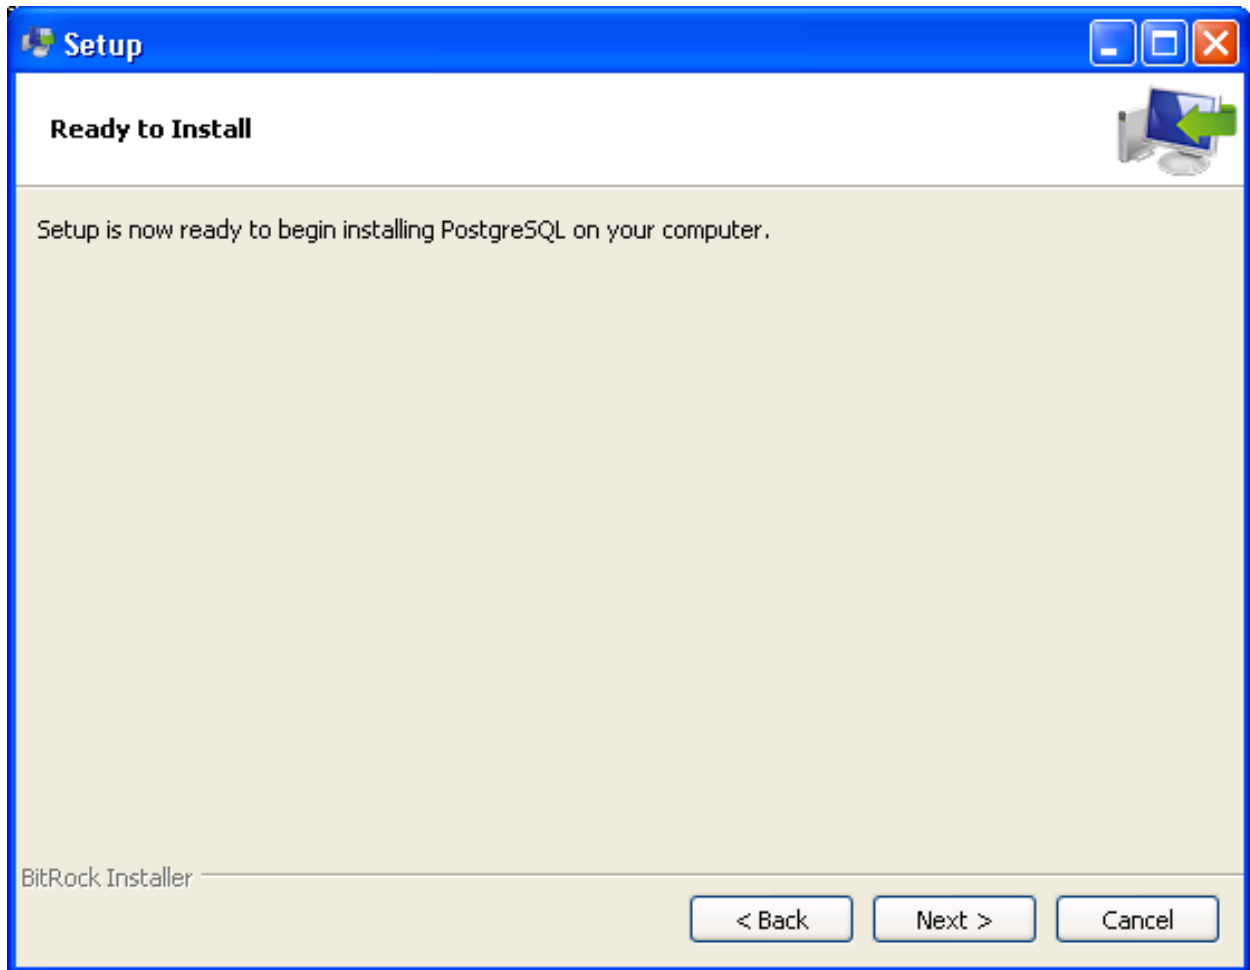 Setup
Ready to Install
Setup is now ready to begin installing PostgreSQL on your computer.
BitRock Installer
< Back
Next >
Cancel